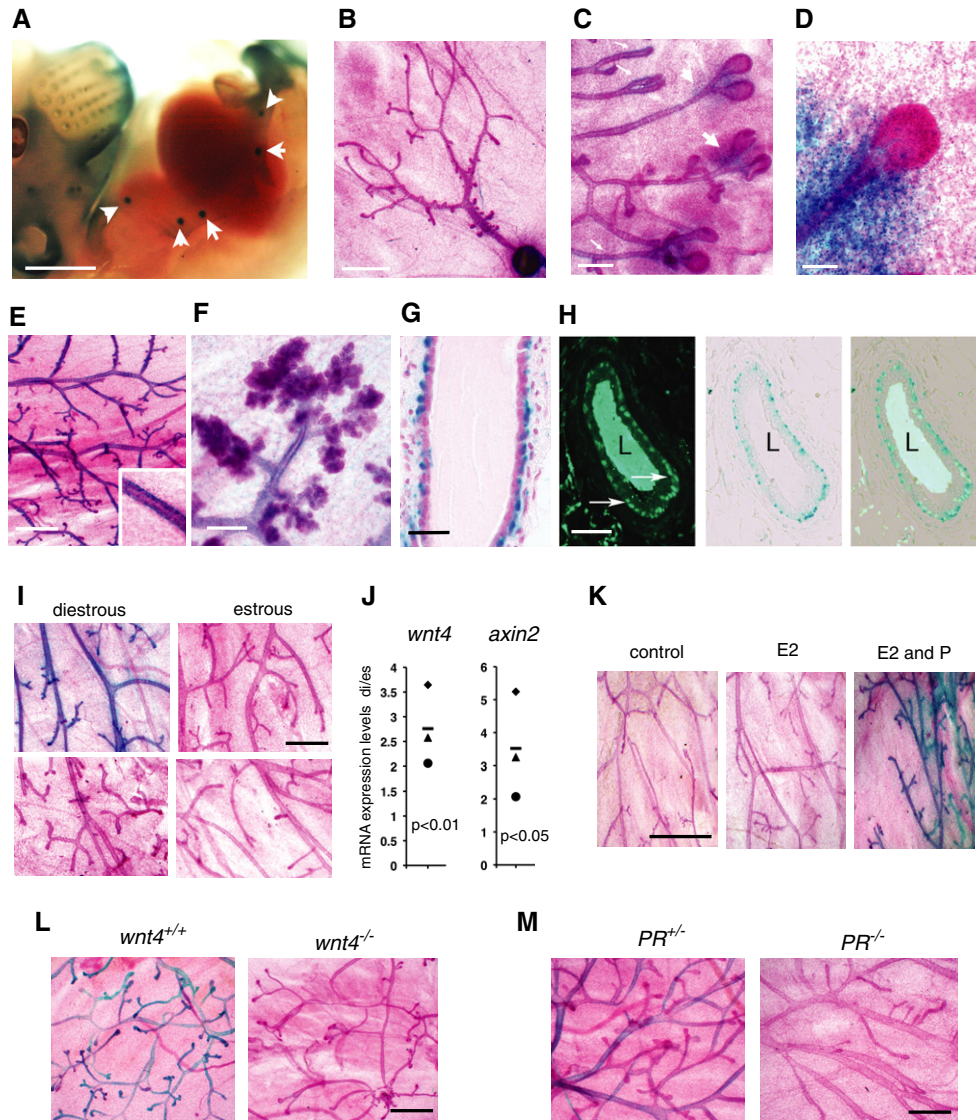 A
B
C
D
E
F
G
H
L
L
L
I
diestrous
estrous
J
wnt4
axin2
mRNA expression levels di/es
4
3.5
3
2.5
2
1.5
1
0.5
0
p<0.01
6
5
4
3
2
1
0
p<0.05
K
control
E2
E2 and P
L
wnt4+/+
wnt4-/-
M
PR+/-
PR-/-